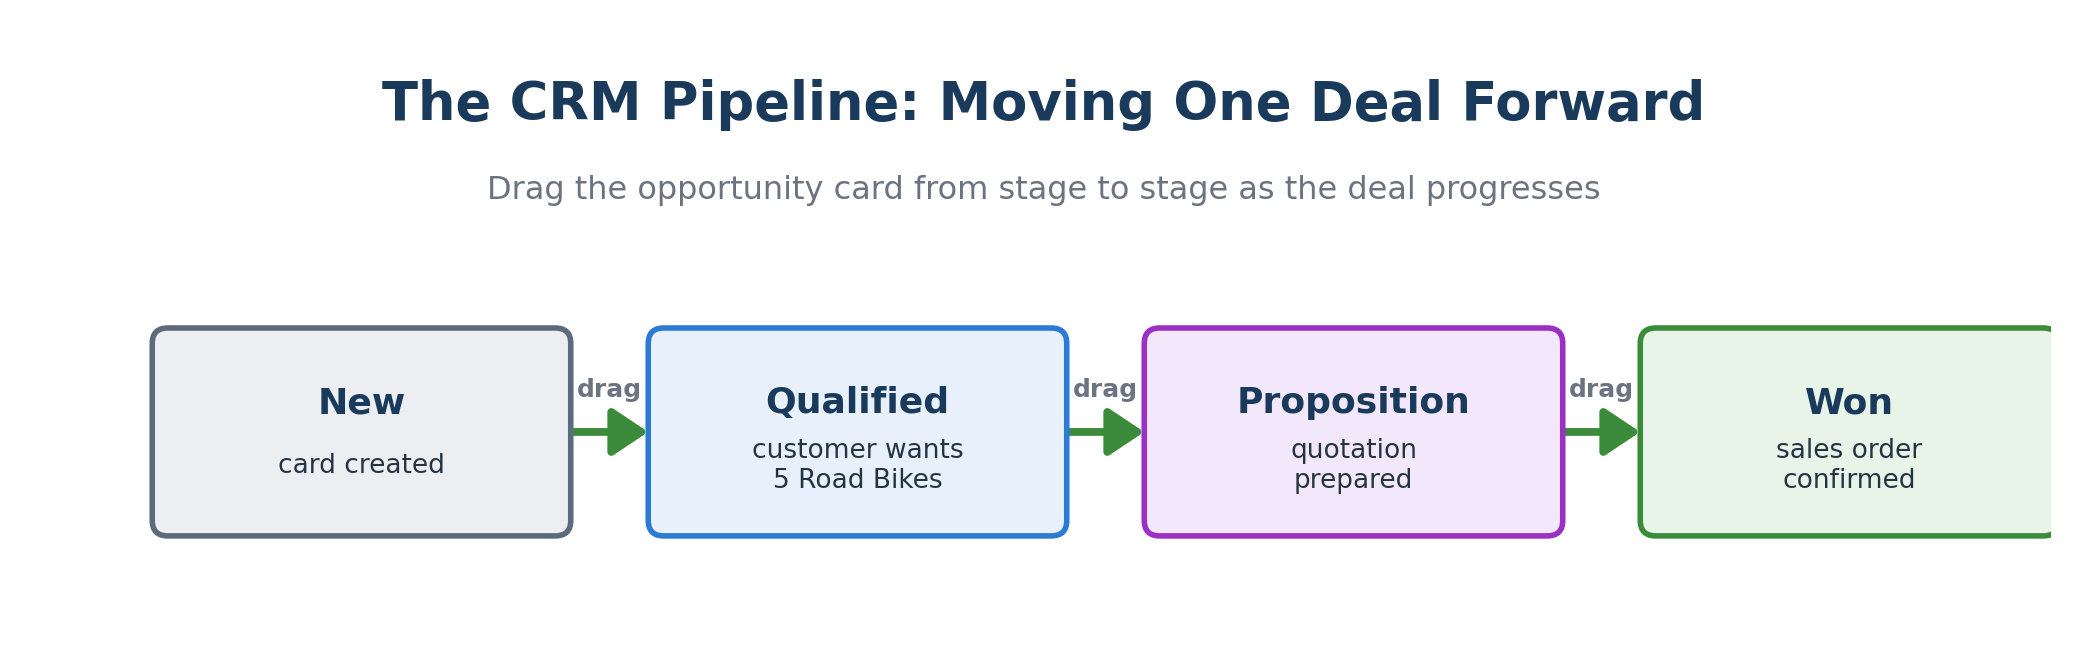 The CRM Pipeline: Moving One Deal Forward
Drag the opportunity card from stage to stage as the deal progresses
New
card created
drag
Qualified
customer wants
5 Road Bikes
drag
Proposition
quotation
prepared
drag
Won
sales order
confirmed